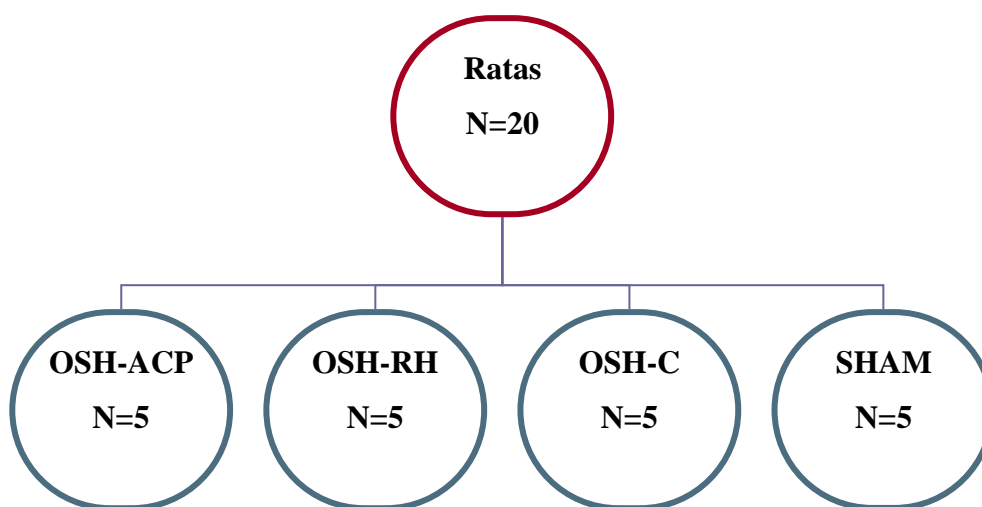 Ratas
N=20
OSH-ACP
N=5
OSH-RH
N=5
OSH-C
N=5
SHAM
N=5